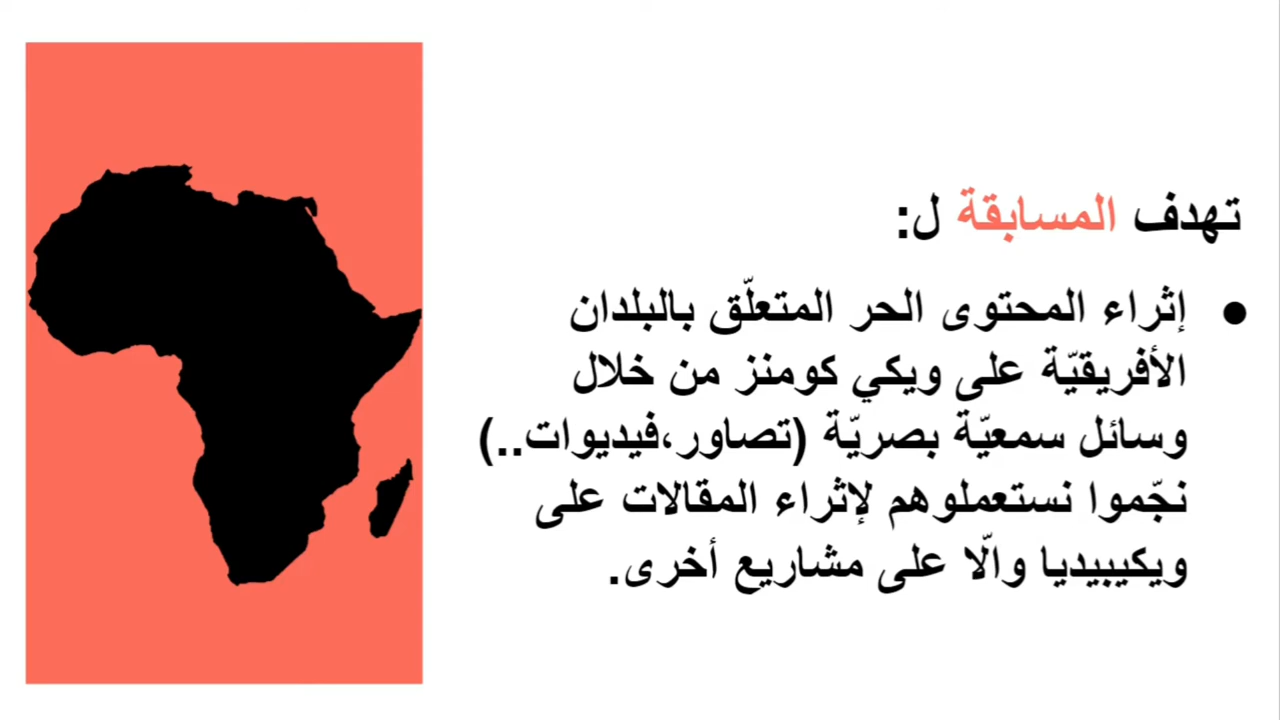 تهدف المسابقة ل:
● إثراء المحتوى الحر المتعلّق بالبلدان
الأفريقيّة على ويكي كومنز من خلال
وسائل سمعيّة بصريّة (تصاور،فيديوات..)
نجّموا نستعملوهم لإثراء المقالات على
ويكيبيديا والّا على مشاريع أخرى.